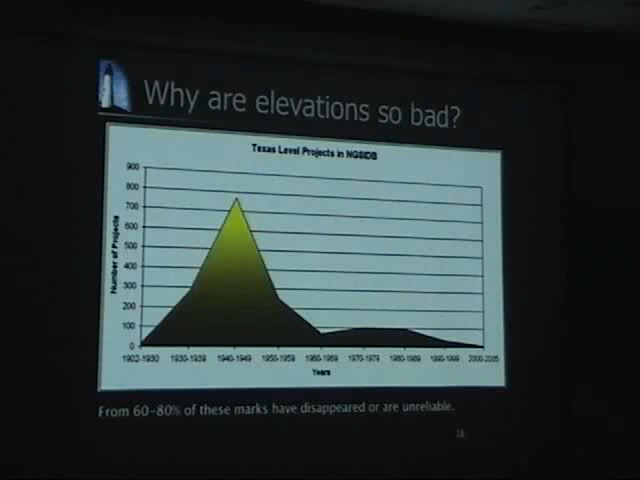 Why are elevations so bad?
Texas Level Projects in NGSIDB
Number of Projects
900
800
700
600
500
400
300
200
100
0
1902-1930 1930-1939 1940-1949 1950-1959 1960-1969 1970-1979 1980-1989 1990-1999 2000-2005
Years
From 60-80% of these marks have disappeared or are unreliable.